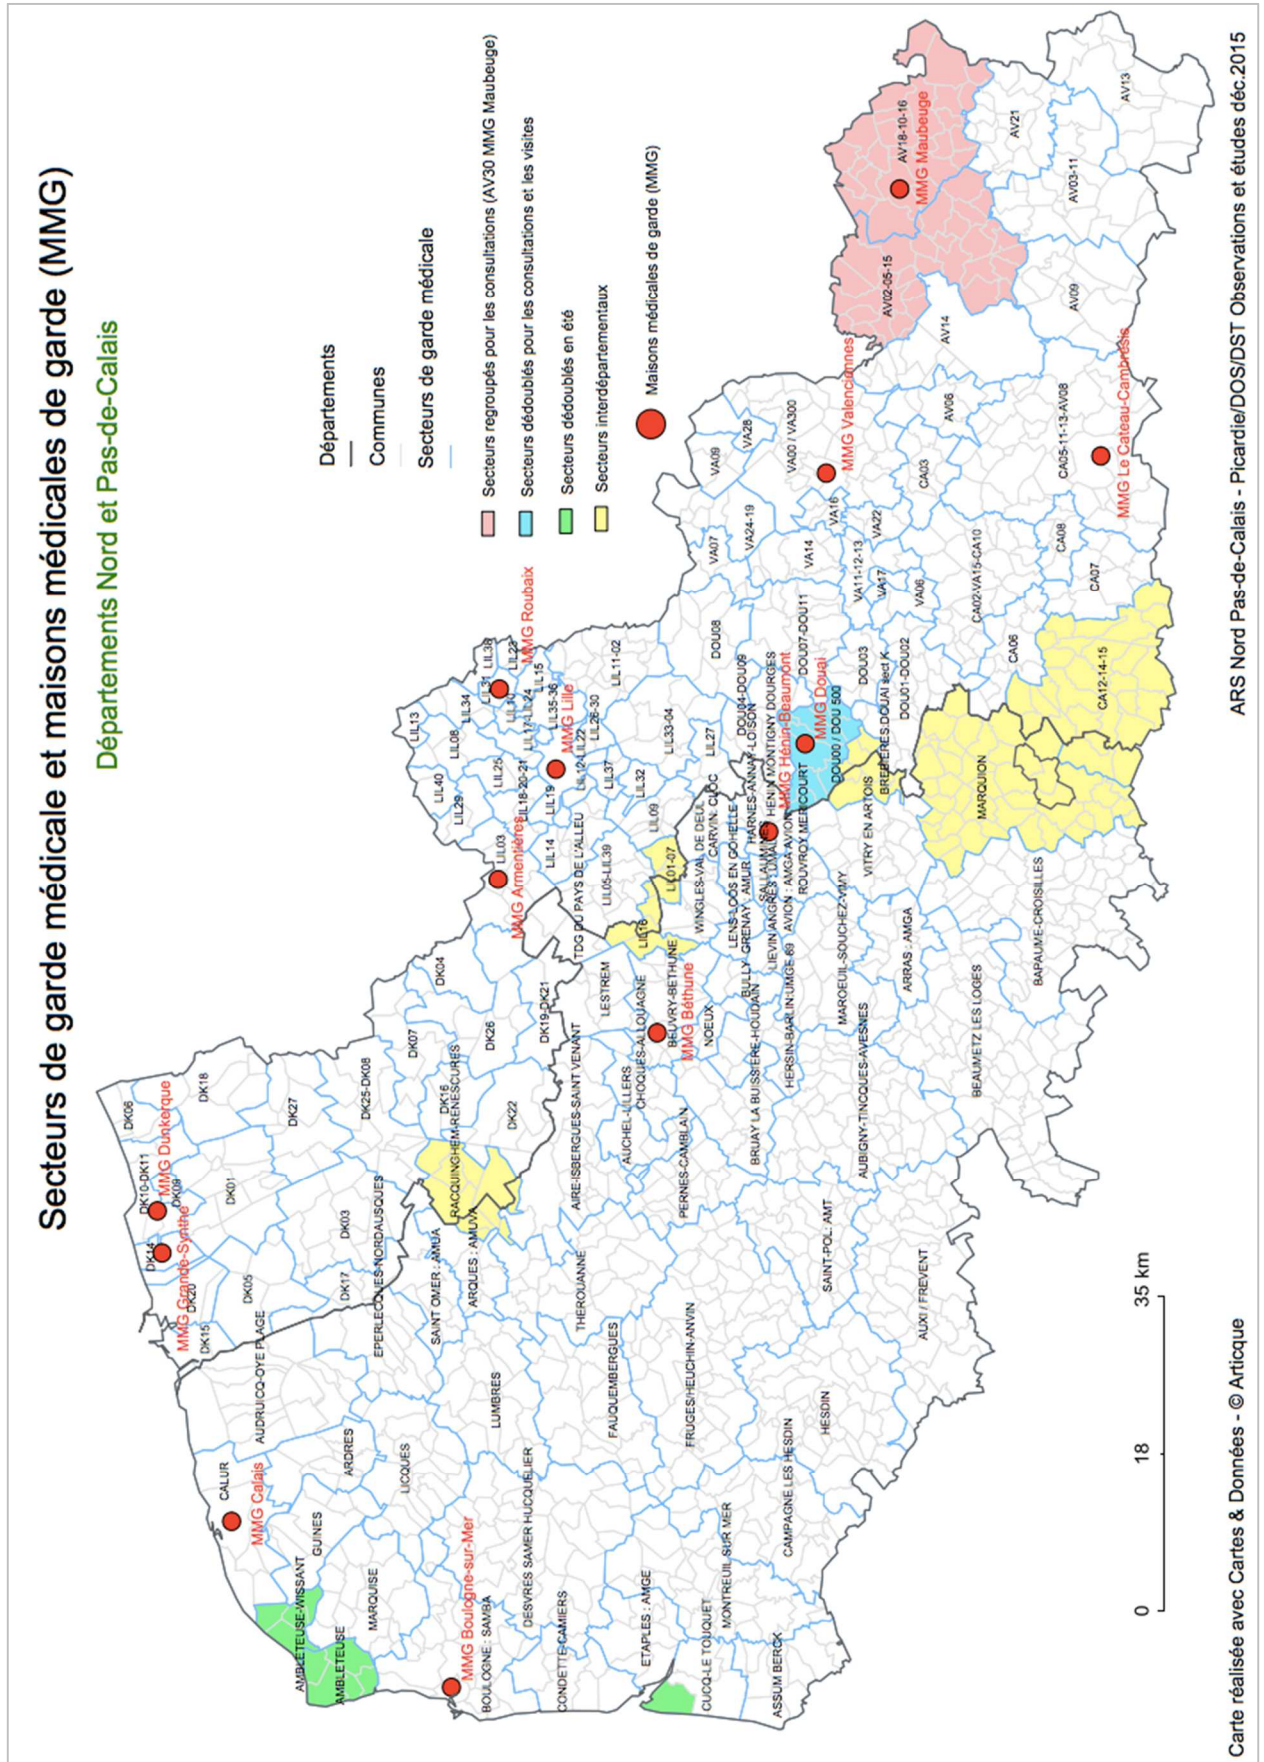 Secteurs de garde médicale et maisons médicales de garde (MMG)
Départements Nord et Pas-de-Calais
Départements
Communes
Secteurs de garde médicale
Secteurs regroupés pour les consultations (AV30 MMG Maubeuge)
Secteurs dédoublés pour les consultations et les visites
Secteurs dédoublés en été
Secteurs interdépartementaux
Maisons médicales de garde (MMG)
DK06
DK10-DK11
MMG Dunkerque
DK09
DK14
MMG Grande-Synthe
DK20
DK15
DK18
DK01
DK05
DK27
DK03
DK17
DK25-DK08
DK07
DK04
DK16
DK26
DK22
DK19-DK21
RACQUINGHEM-RENESCURES
EPERLECQUES-NORDAUSQUES
AUDRUICQ-OYE PLAGE
CALUR
MMG Calais
ARDRES
GUINES
LICQUES
AMBLETEUSE-WISSANT
AMBLETEUSE
MARQUISE
MMG Boulogne-sur-Mer
BOULOGNE : SAMBA
SAINT OMER : AMUA
ARQUES : AMUVA
LUMBRES
DESVRES SAMER HUCQUELIER
CONDETTE-CAMIERS
THEROUANNE
FAUQUEMBERGUES
AIRE-ISBERGUES-SAINT VENANT
ETAPLES : AMGE
CUCQ-LE TOUQUET
MONTREUIL SUR MER
ASSUM BERCK
CAMPAGNE LES HESDIN
HESDIN
FRUGES/HEUCHIN-ANVIN
SAINT-POL: AMT
AUXI / FREVENT
PERNES-CAMBLAIN
AUCHEL-LILLERS
CHOQUES-ALLOUAGNE
LESTREM
BEUVRY-BETHUNE
MMG Béthune
NOEUX
BRUAY LA BUISSIERE-HOUDAIN
HERSIN-BARLIN:UMGE 69
BULLY-GRENAY : AMUR
LENS-LOOS EN GOHELLE
WINGLES-VAL DE DEUL
CARVIN: CLOC
HARNES-ANNAY-LOISON
HENIN MONTIGNY DOURGES
MMG Hénin-Beaumont
AVION : AMGA AVION
ROUVROY MERICOURT
MAROEUIL-SOUCHEZ-VIMY
AUBIGNY-TINCQUES-AVESNES
ARRAS : AMGA
VITRY EN ARTOIS
BREBIERES:DOUAI sect K
BEAUMETZ LES LOGES
BAPAUME-CROISILLES
MARQUION
LIL13
LIL34
LIL08
LIL40
LIL29
LIL25
LIL03
MMG Armentières
LIL38
LIL31
LIL23
MMG Roubaix
LIL10
LIL15
LIL17-LIL24
LIL35-36
LIL18-20-21
LIL19
MMG Lille
LIL14
LIL12-LIL22
LIL26-30
LIL11-02
LIL37
TDG DU PAYS DE L'ALLEU
LIL05-LIL39
LIL32
LIL33-04
LIL09
LIL27
LIL01-07
LIL16
DOU08
DOU04-DOU09
DOU07-DOU11
MMG Douai
DOU00 / DOU 500
DOU03
DOU01-DOU02
VA09
VA28
VA07
VA24-19
VA00 / VA300
MMG Valenciennes
VA16
VA14
VA22
VA11-12-13
VA17
VA06
CA03
CA02-VA15-CA10
CA06
CA08
CA07
CA12-14-15
CA05-11-13-AV08
MMG Le Cateau-Cambrésis
AV06
AV14
AV09
AV02-05-15
AV18-10-16
MMG Maubeuge
AV21
AV03-11
AV13
0 18 35 km
Carte réalisée avec Cartes & Données - © Articque
ARS Nord Pas-de-Calais - Picardie/DOS/DST Observations et études déc.2015